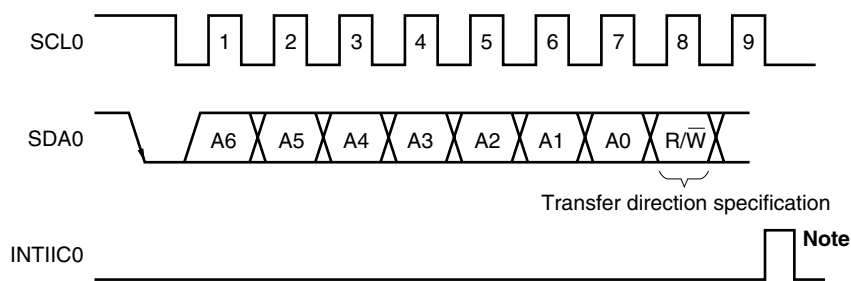 SCL0 1 2 3 4 5 6 7 8 9
SDA0 A6 A5 A4 A3 A2 A1 A0 R/W̅
Transfer direction specification
INTIIC0 Note